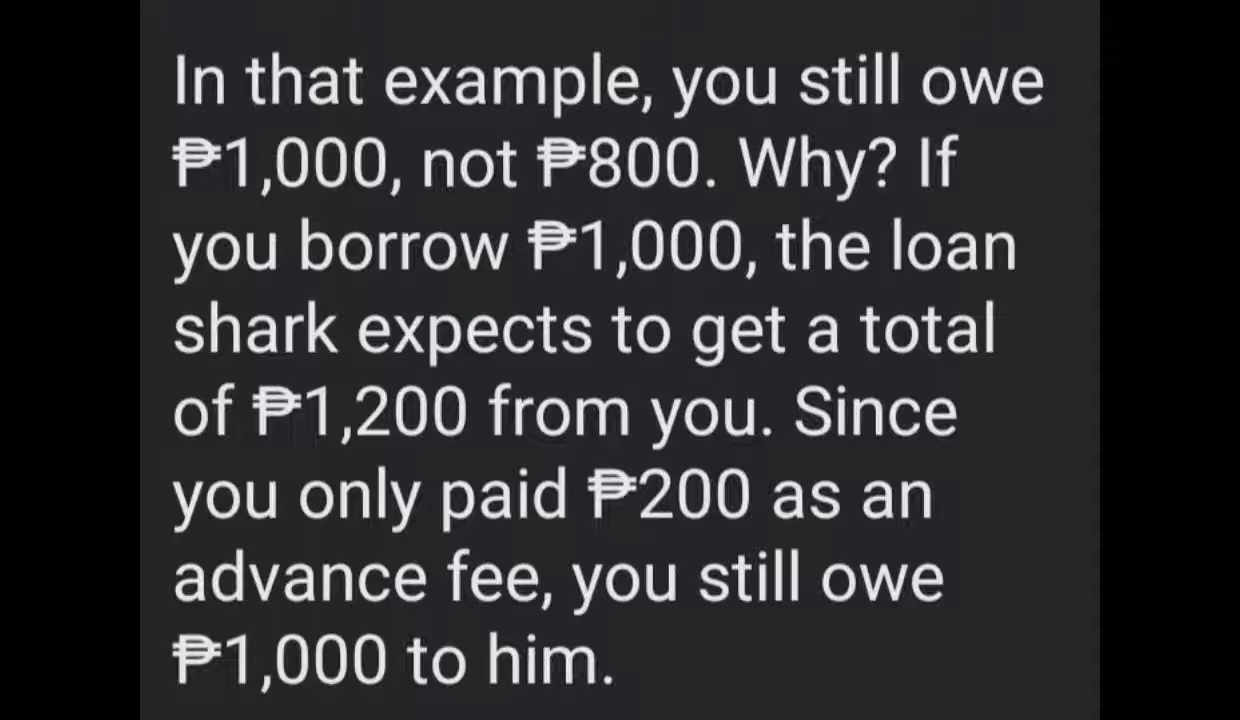 In that example, you still owe
₱1,000, not ₱800. Why? If
you borrow ₱1,000, the loan
shark expects to get a total
of ₱1,200 from you. Since
you only paid ₱200 as an
advance fee, you still owe
₱1,000 to him.